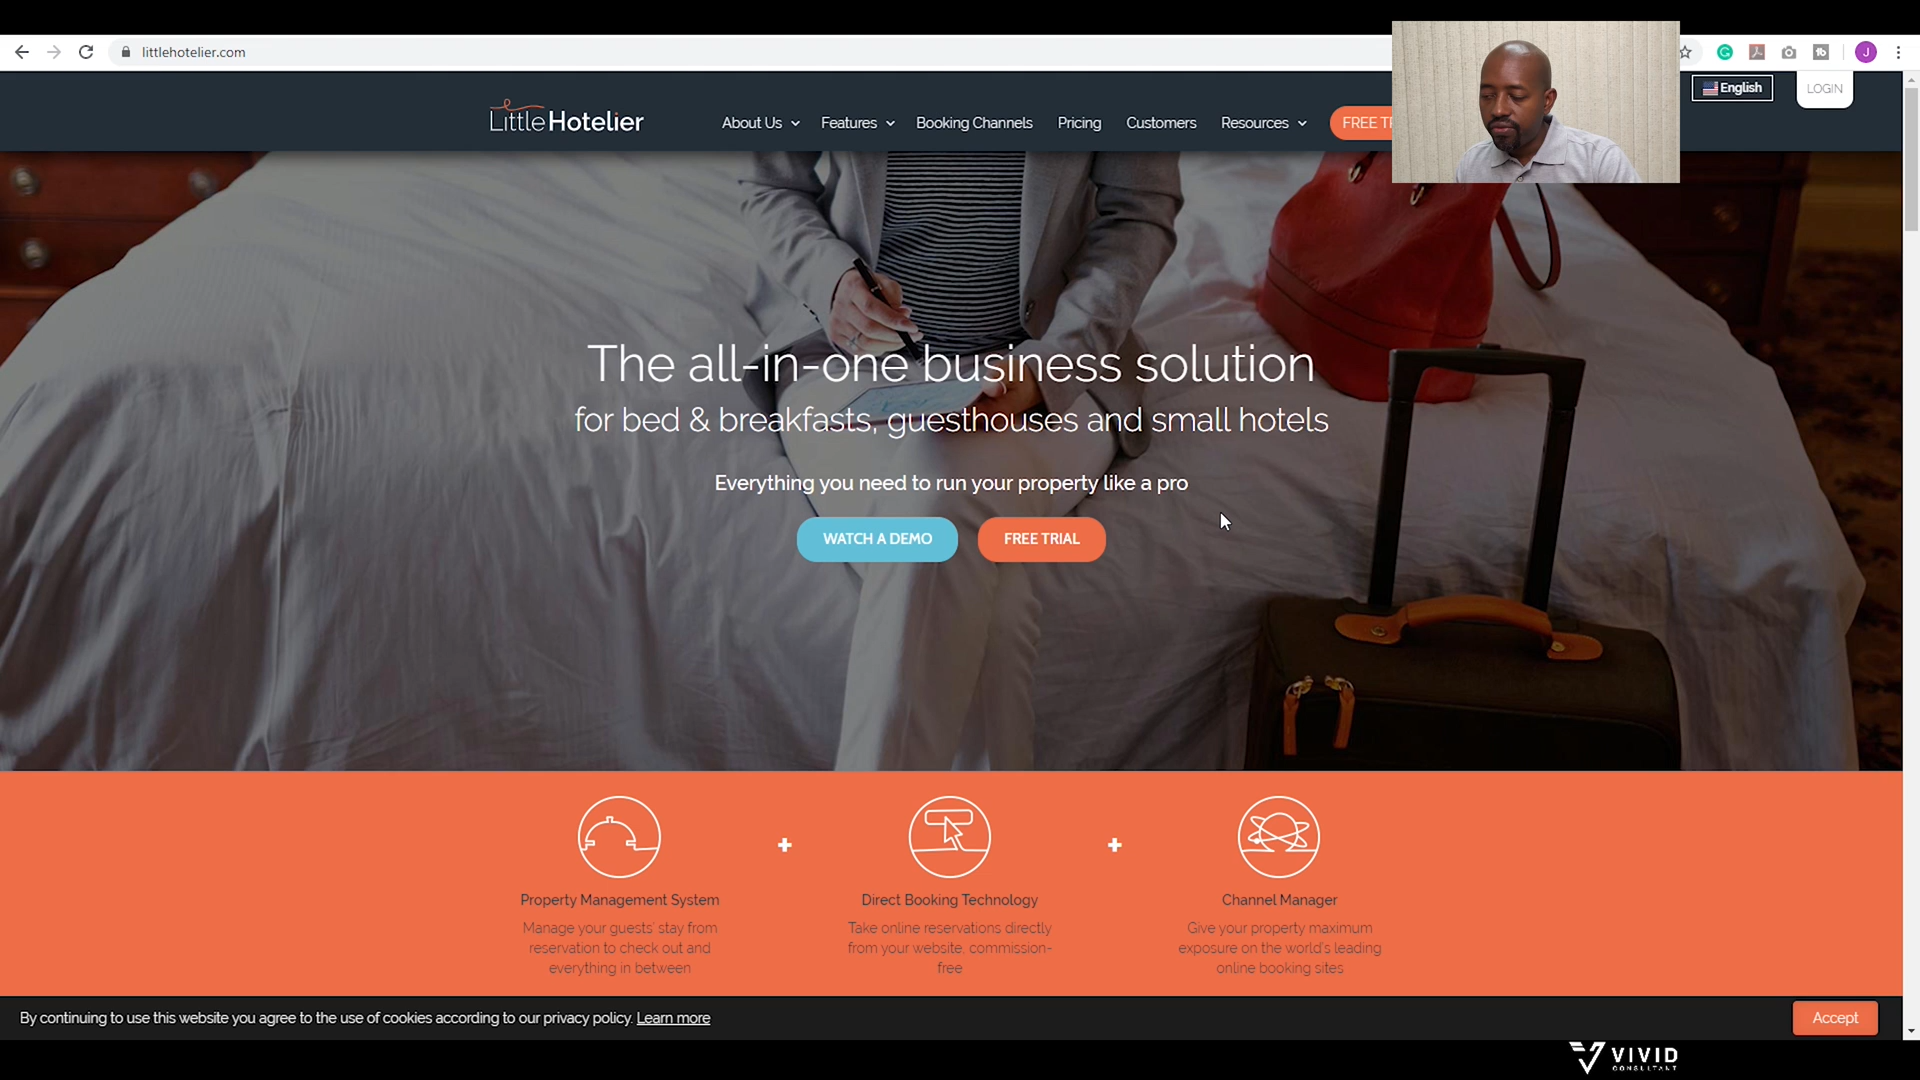 littlehotelier.com
J
English
LOGIN
Little Hotelier
About Us
Features
Booking Channels
Pricing
Customers
Resources
FREE
The all-in-one business solution
for bed & breakfasts, guesthouses and small hotels
Everything you need to run your property like a pro
WATCH A DEMO
FREE TRIAL
+
+
Property Management System
Manage your guests' stay from
reservation to check out and
everything in between
Direct Booking Technology
Take online reservations directly
from your website, commission-
free
Channel Manager
Give your property maximum
exposure on the world's leading
online booking sites
By continuing to use this website you agree to the use of cookies according to our privacy policy. Learn more
Accept
VIVID
CONSULTANT